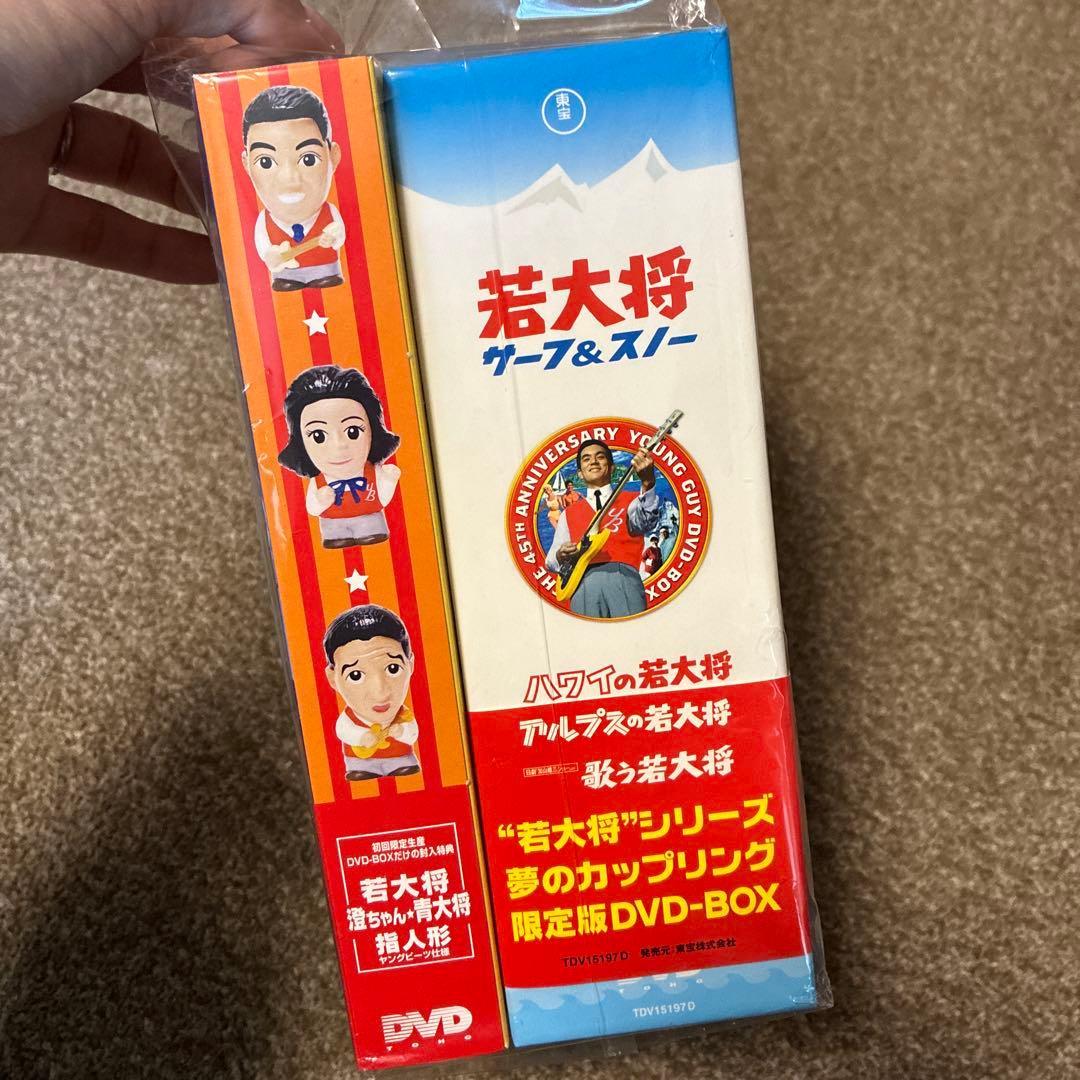 初回限定生産
DVD-BOXだけの封入特典
若大将
澄ちゃん★青大将
指人形
ヤングビーツ仕様
DVD
TOHO
東宝
若大将
サーフ&スノー
THE 45TH ANNIVERSARY YOUNG GUY DVD-BOX
YB
YB
ハワイの若大将
アルプスの若大将
歌う若大将
“若大将”シリーズ
夢のカップリング
限定版DVD-BOX
TDV15197D 発売元：東宝株式会社
DVD
TOHO
TDV15197D